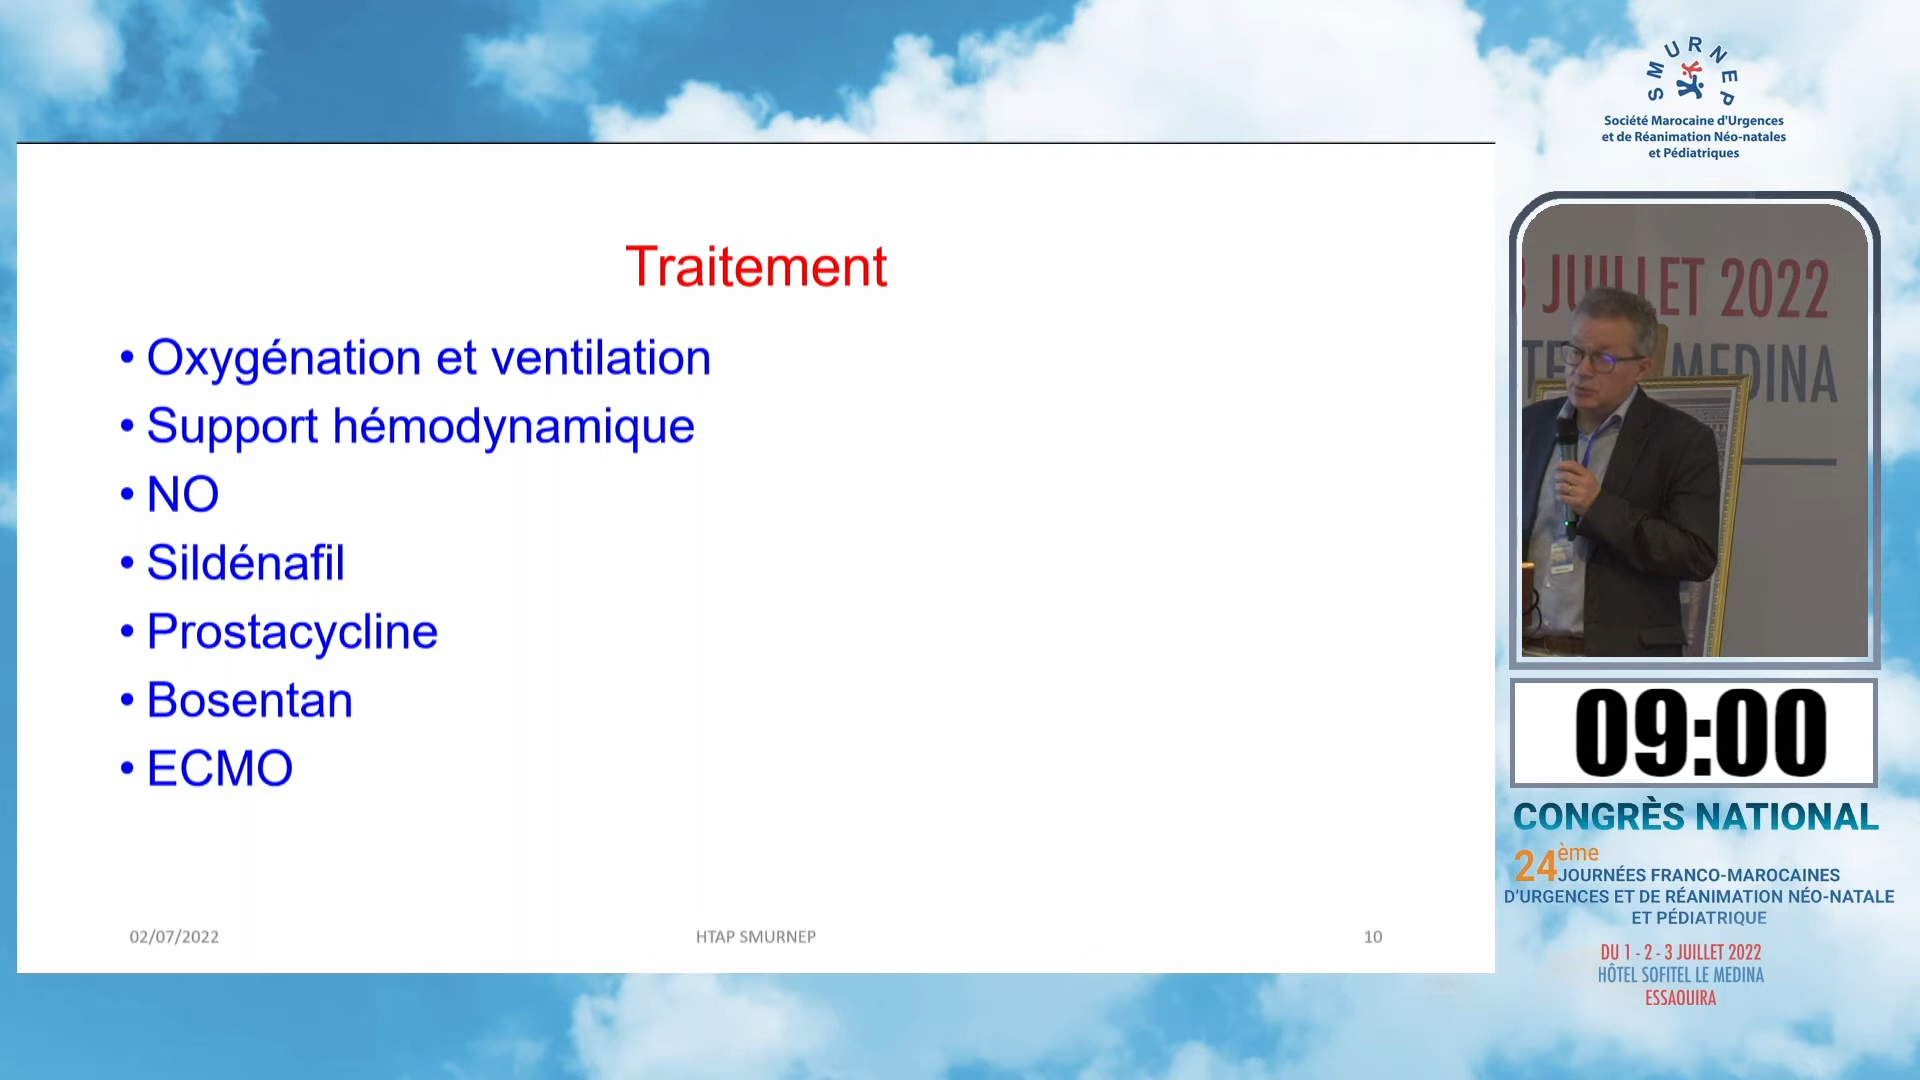 Traitement
• Oxygénation et ventilation
• Support hémodynamique
• NO
• Sildénafil
• Prostacycline
• Bosentan
• ECMO
02/07/2022
HTAP SMURNEP
10
SMURNEP
Société Marocaine d'Urgences
et de Réanimation Néo-natales
et Pédiatriques
3 JUILLET 2022
MEDINA
09:00
CONGRÈS NATIONAL
24ème
JOURNÉES FRANCO-MAROCAINES
D'URGENCES ET DE RÉANIMATION NÉO-NATALE
ET PÉDIATRIQUE
DU 1 - 2 - 3 JUILLET 2022
HÔTEL SOFITEL LE MEDINA
ESSAOUIRA